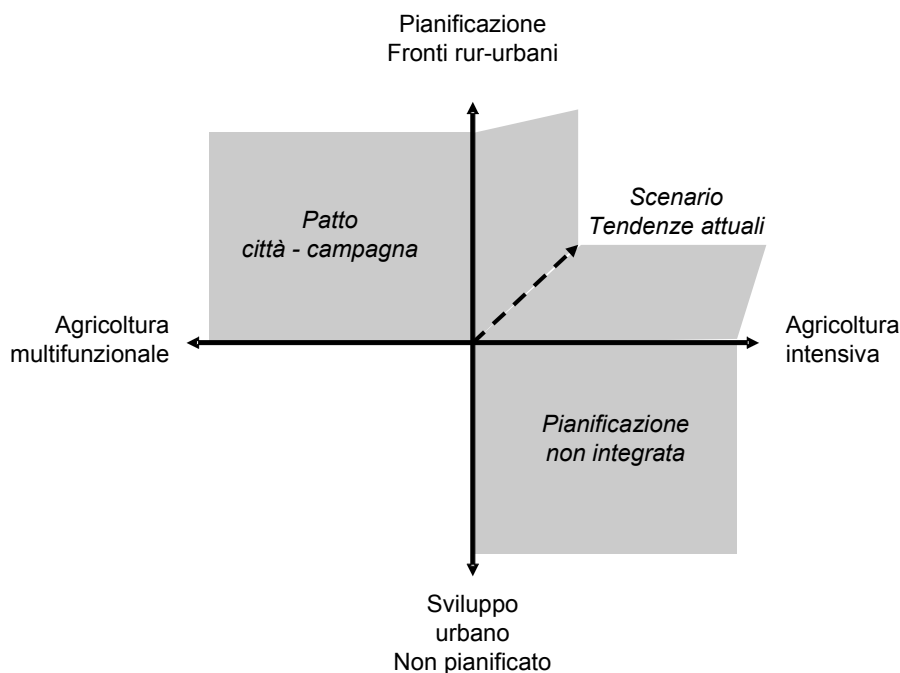 Pianificazione
Fronti rur-urbani
Scenario
Tendenze attuali
Patto
città - campagna
Agricoltura
multifunzionale
Agricoltura
intensiva
Pianificazione
non integrata
Sviluppo
urbano
Non pianificato